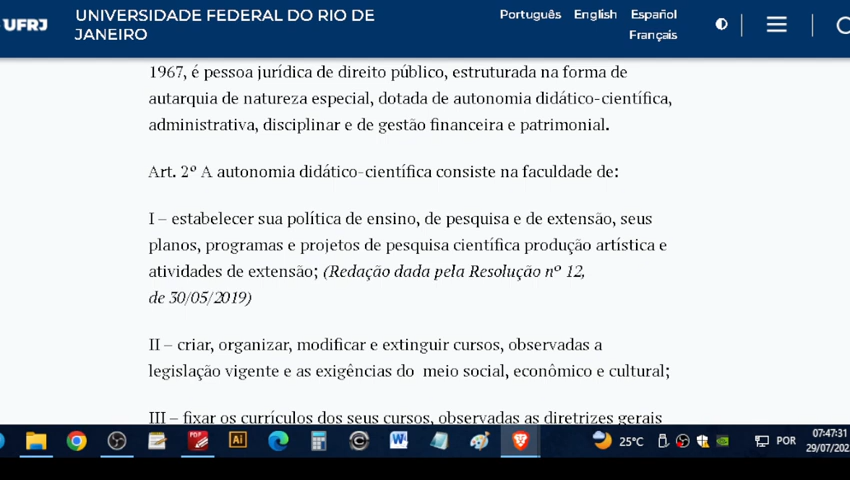 UFRJ
UNIVERSIDADE FEDERAL DO RIO DE
JANEIRO
Português English Español
Français
1967, é pessoa jurídica de direito público, estruturada na forma de
autarquia de natureza especial, dotada de autonomia didático-científica,
administrativa, disciplinar e de gestão financeira e patrimonial.
Art. 2º A autonomia didático-científica consiste na faculdade de:
I – estabelecer sua política de ensino, de pesquisa e de extensão, seus
planos, programas e projetos de pesquisa científica produção artística e
atividades de extensão; (Redação dada pela Resolução nº 12,
de 30/05/2019)
II – criar, organizar, modificar e extinguir cursos, observadas a
legislação vigente e as exigências do meio social, econômico e cultural;
III – fixar os currículos dos seus cursos, observadas as diretrizes gerais
PDF
Ai
W
25°C
POR
07:47:31
29/07/202